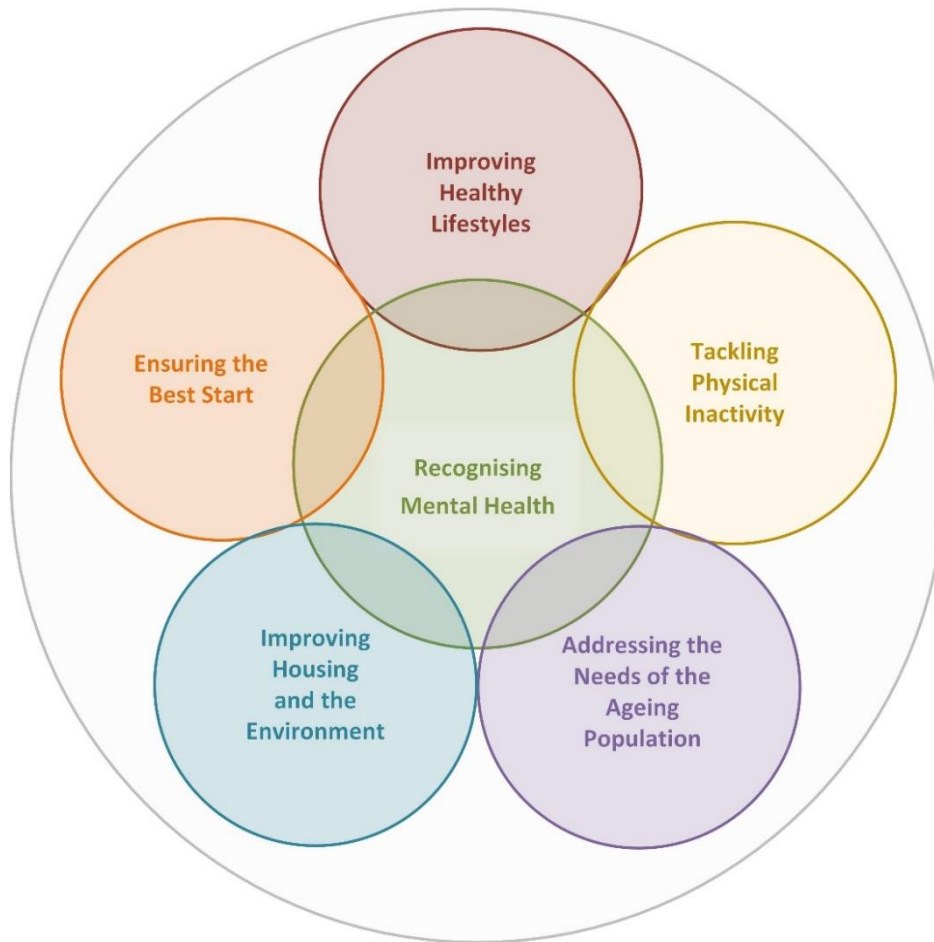 Improving
Healthy
Lifestyles
Ensuring the
Best Start
Tackling
Physical
Inactivity
Recognising
Mental Health
Improving
Housing
and the
Environment
Addressing the
Needs of the
Ageing
Population